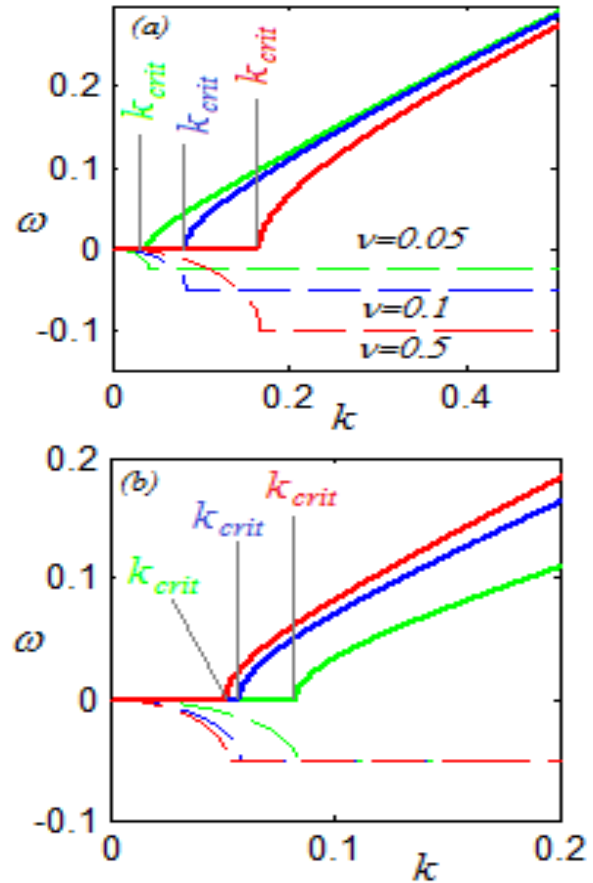 (a)
k_crit
k_crit
k_crit
0.2
0.1
ω
0
-0.1
ν=0.05
ν=0.1
ν=0.5
0 0.2 0.4
k
(b)
0.2
k_crit
k_crit
k_crit
0.1
ω
0
-0.1
0 0.1 0.2
k